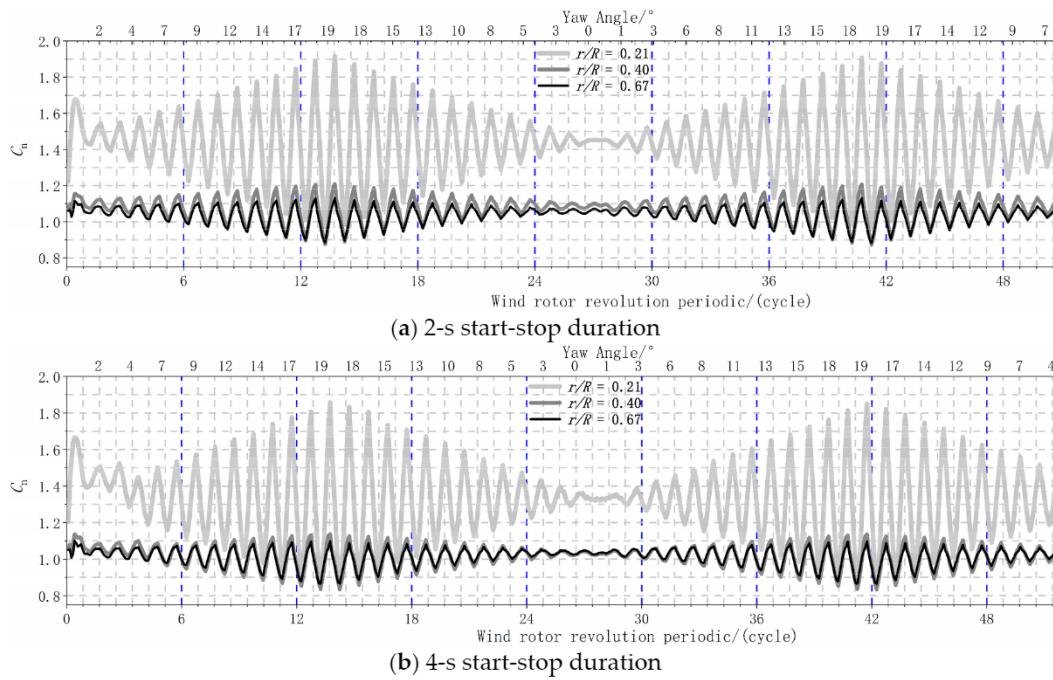 Yaw Angle/°
2 4 7 9 12 14 17 19 18 15 13 10 8 5 3 0 1 3 6 8 11 13 16 18 19 17 14 12 9 7
2.0
1.8
1.6
1.4
1.2
1.0
0.8
Cn
r/R = 0.21
r/R = 0.40
r/R = 0.67
0 6 12 18 24 30 36 42 48
Wind rotor revolution periodic/(cycle)
(a) 2-s start-stop duration
Yaw Angle/°
2 4 7 9 12 14 17 19 18 15 13 10 8 5 3 0 1 3 6 8 11 13 15 18 19 17 14 12 9 7 4
2.0
1.8
1.6
1.4
1.2
1.0
0.8
Cn
r/R = 0.21
r/R = 0.40
r/R = 0.67
0 6 12 18 24 30 36 42 48
Wind rotor revolution periodic/(cycle)
(b) 4-s start-stop duration